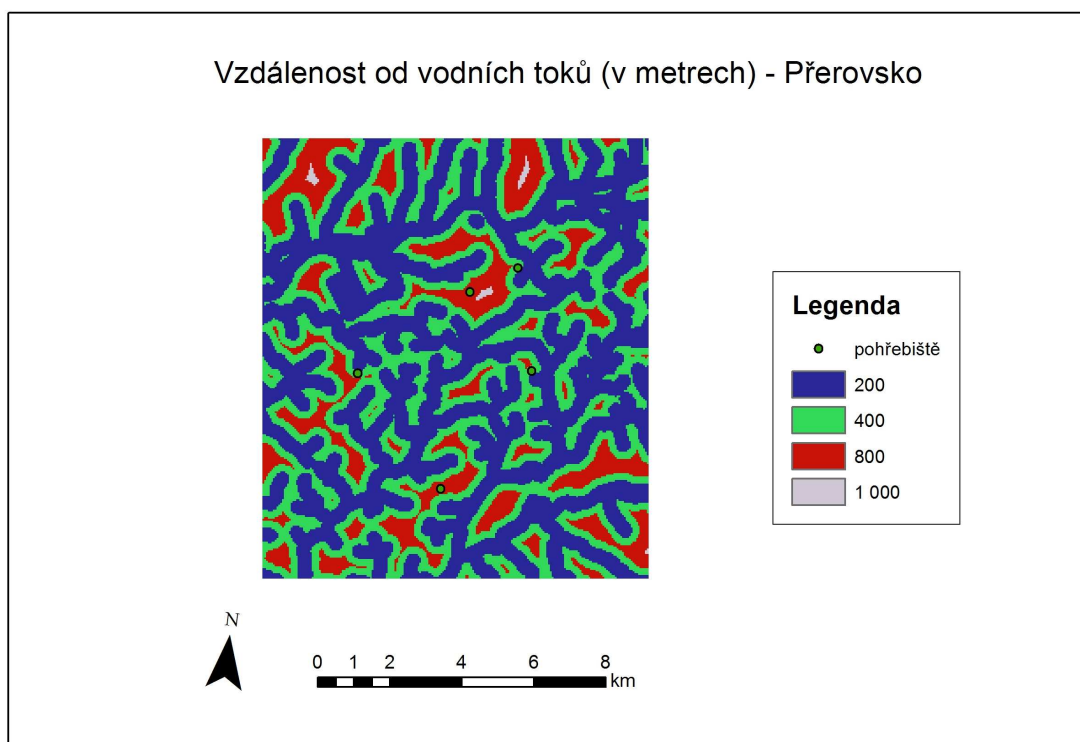 Vzdálenost od vodních toků (v metrech) - Přerovsko
Legenda
pohřebiště
200
400
800
1 000
N
0 1 2 4 6 8
km